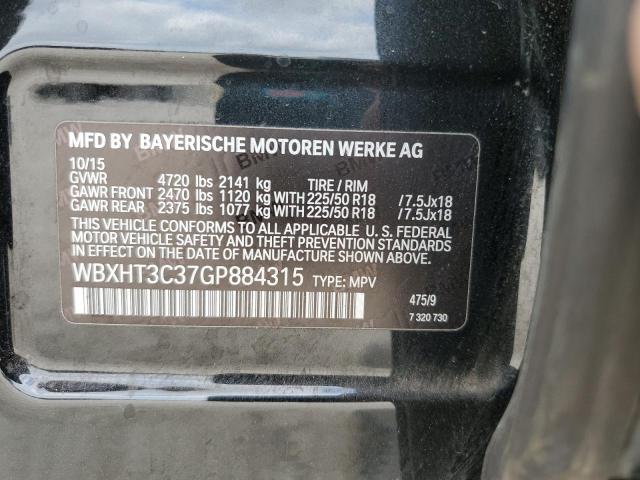 MFD BY BAYERISCHE MOTOREN WERKE AG
10/15
GVWR 4720 lbs 2141 kg TIRE / RIM
GAWR FRONT 2470 lbs 1120 kg WITH 225/50 R18 /7.5Jx18
GAWR REAR 2375 lbs 1077 kg WITH 225/50 R18 /7.5Jx18
THIS VEHICLE CONFORMS TO ALL APPLICABLE U. S. FEDERAL
MOTOR VEHICLE SAFETY BUMPER, AND THEFT PREVENTION
STANDARDS IN EFFECT ON THE DATE OF MANUFACTURE SHOWN ABOVE.
WBXHT3C37GP884315 TYPE: MPV
475/9
7 320 730